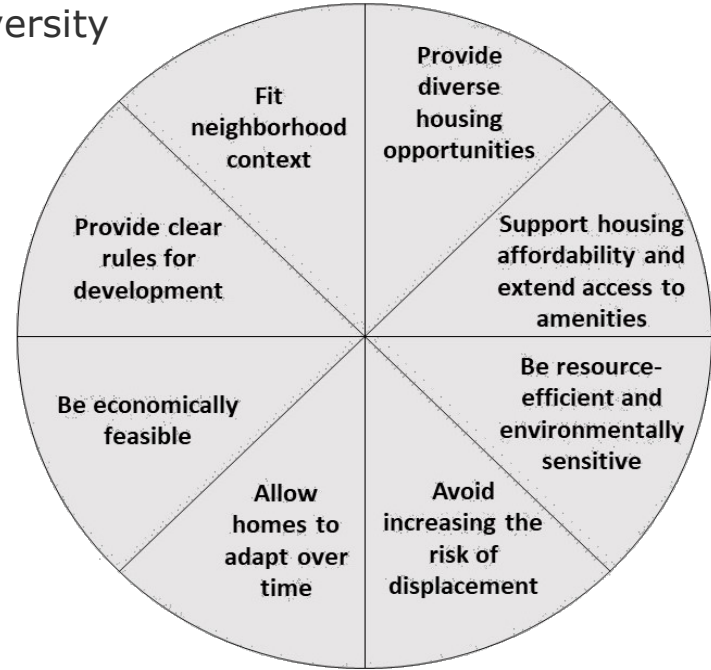 versity
Provide
diverse
housing
opportunities
Support housing
affordability and
extend access to
amenities
Be resource-
efficient and
environmentally
sensitive
Avoid
increasing the
risk of
displacement
Allow
homes to
adapt over
time
Be economically
feasible
Provide clear
rules for
development
Fit
neighborhood
context